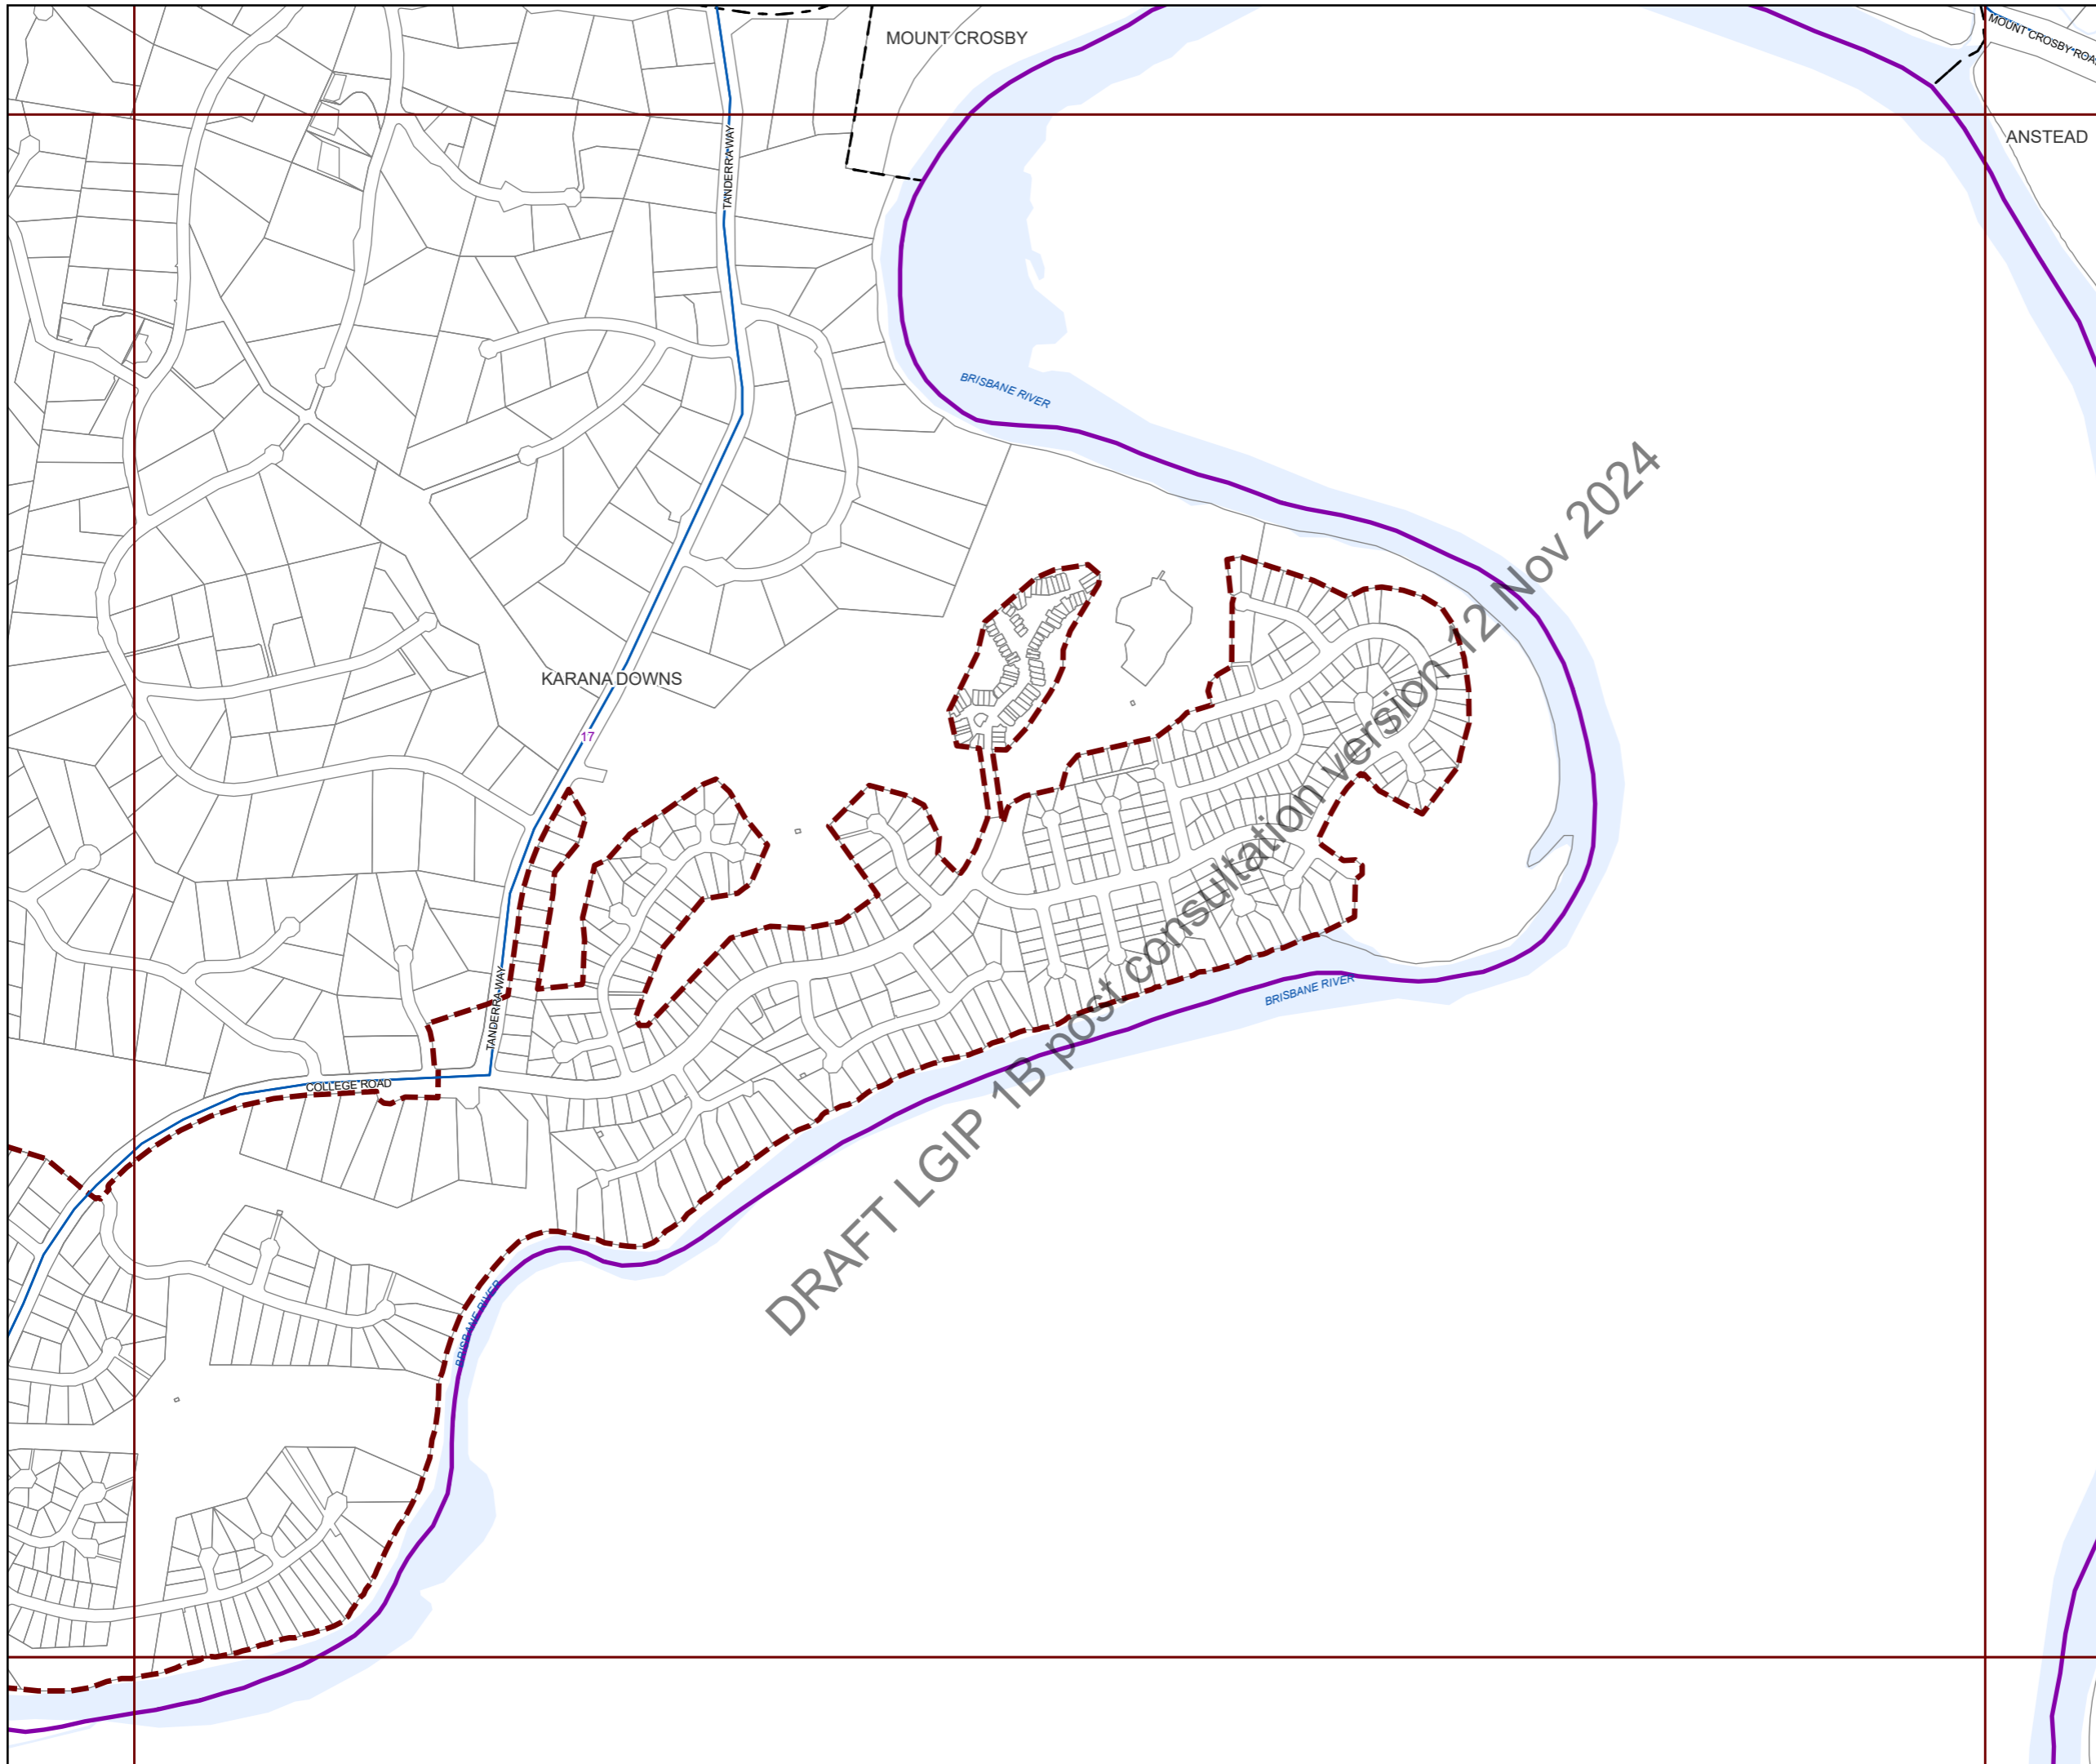 MOUNT CROSBY
MOUNT CROSBY ROAD
ANSTEAD
TANDERRA WAY
BRISBANE RIVER
KARANA DOWNS
17
DRAFT LGIP 1B post consultation version 12 Nov 2024
TANDERRA WAY
BRISBANE RIVER
COLLEGE ROAD
BRISBANE RIVER